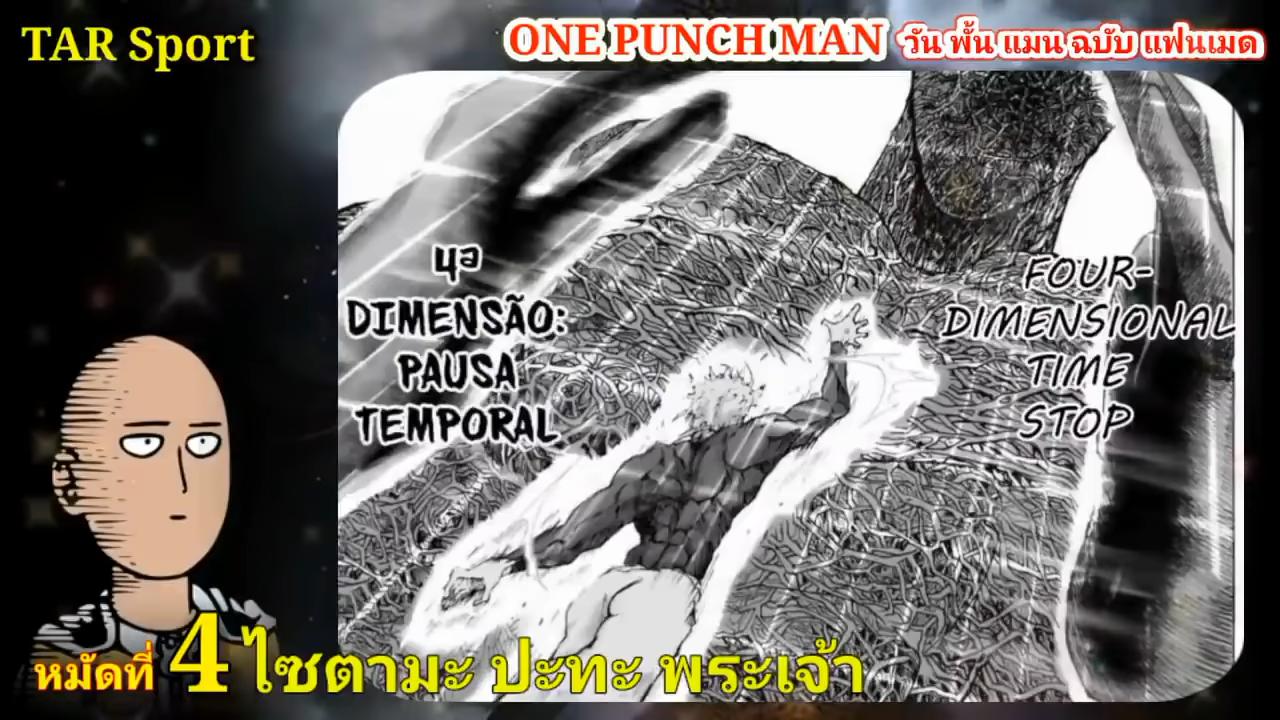 TAR Sport
ONE PUNCH MAN วัน พั้น แมน ฉบับ แฟนเมด
4ª
DIMENSÃO:
PAUSA
TEMPORAL
FOUR-
DIMENSIONAL
TIME
STOP
หมัดที่ 4 ไซตามะ ปะทะ พระเจ้า